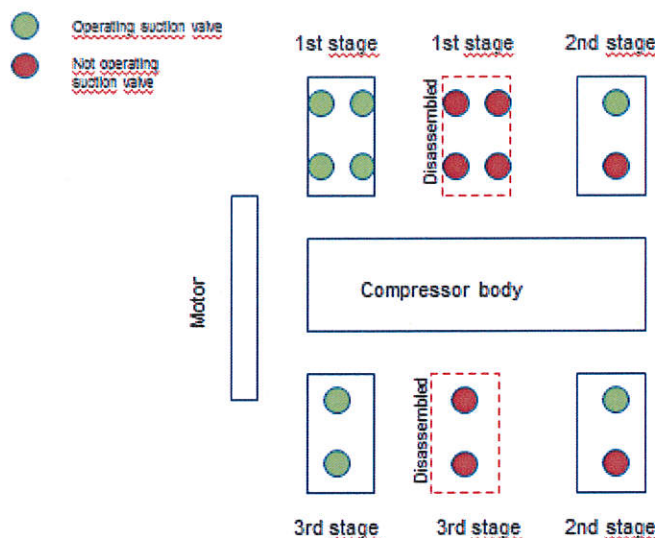 Operating suction valve
Not operating
suction valve
1st stage
1st stage
2nd stage
Disassembled
Motor
Compressor body
Disassembled
3rd stage
3rd stage
2nd stage